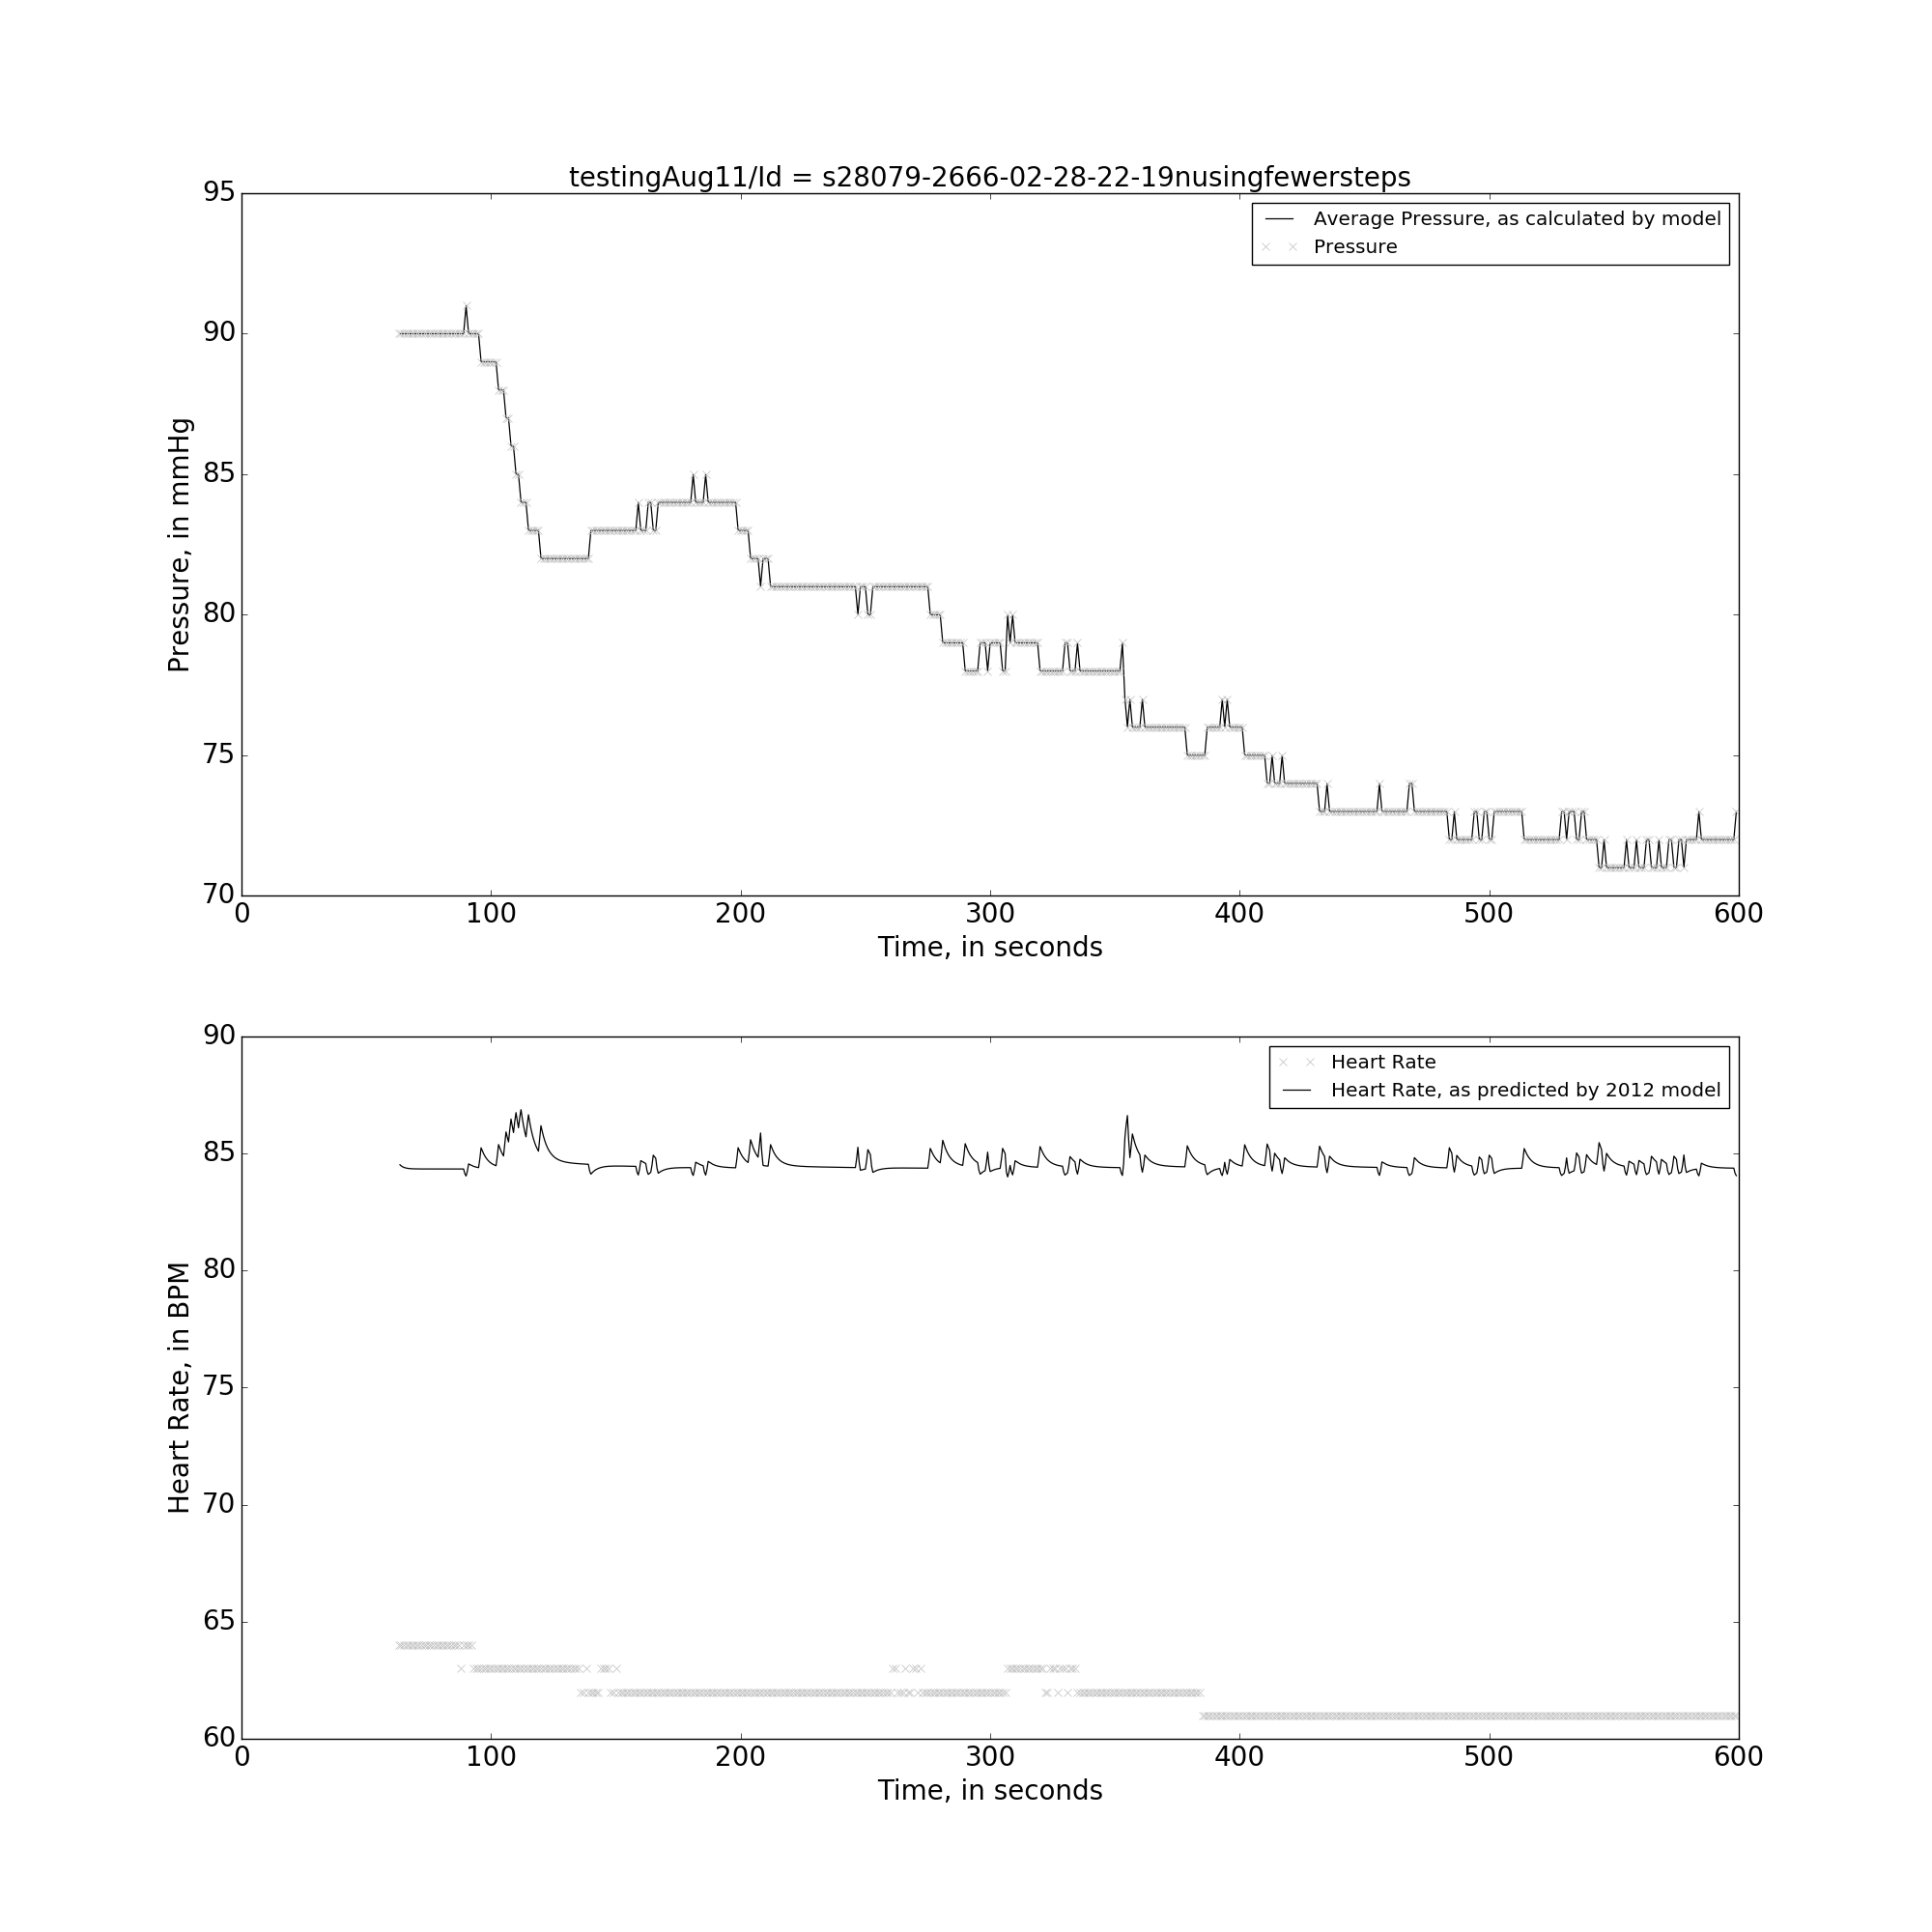 testingAug11/Id = s28079-2666-02-28-22-19nusingfewersteps
Average Pressure, as calculated by model
Pressure
Pressure, in mmHg
95
90
85
80
75
70
0 100 200 300 400 500 600
Time, in seconds
Heart Rate
Heart Rate, as predicted by 2012 model
Heart Rate, in BPM
90
85
80
75
70
65
60
0 100 200 300 400 500 600
Time, in seconds